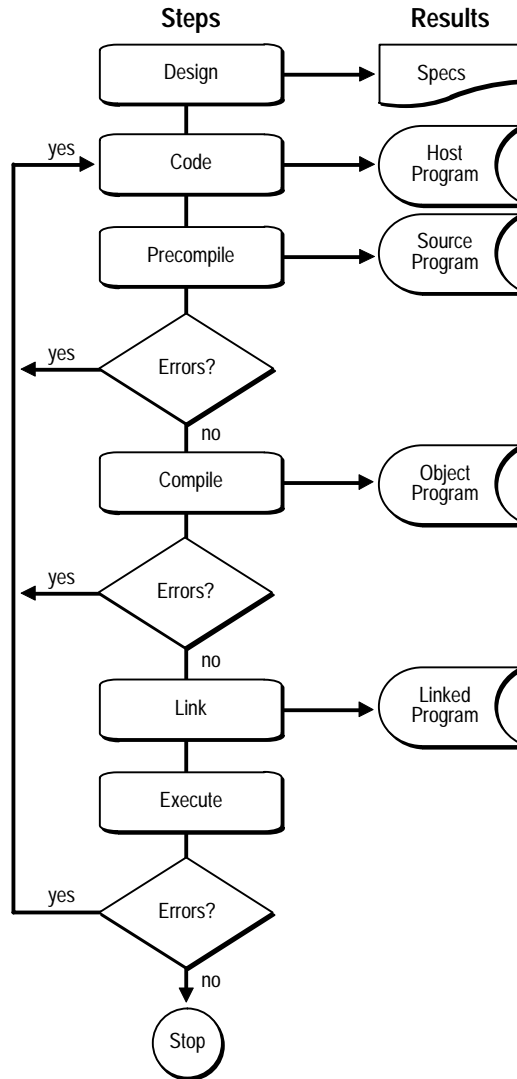 Steps Results
Design Specs
yes
Code Host
Program
Precompile Source
Program
yes Errors?
no
Compile Object
Program
yes Errors?
no
Link Linked
Program
Execute
yes Errors?
no
Stop